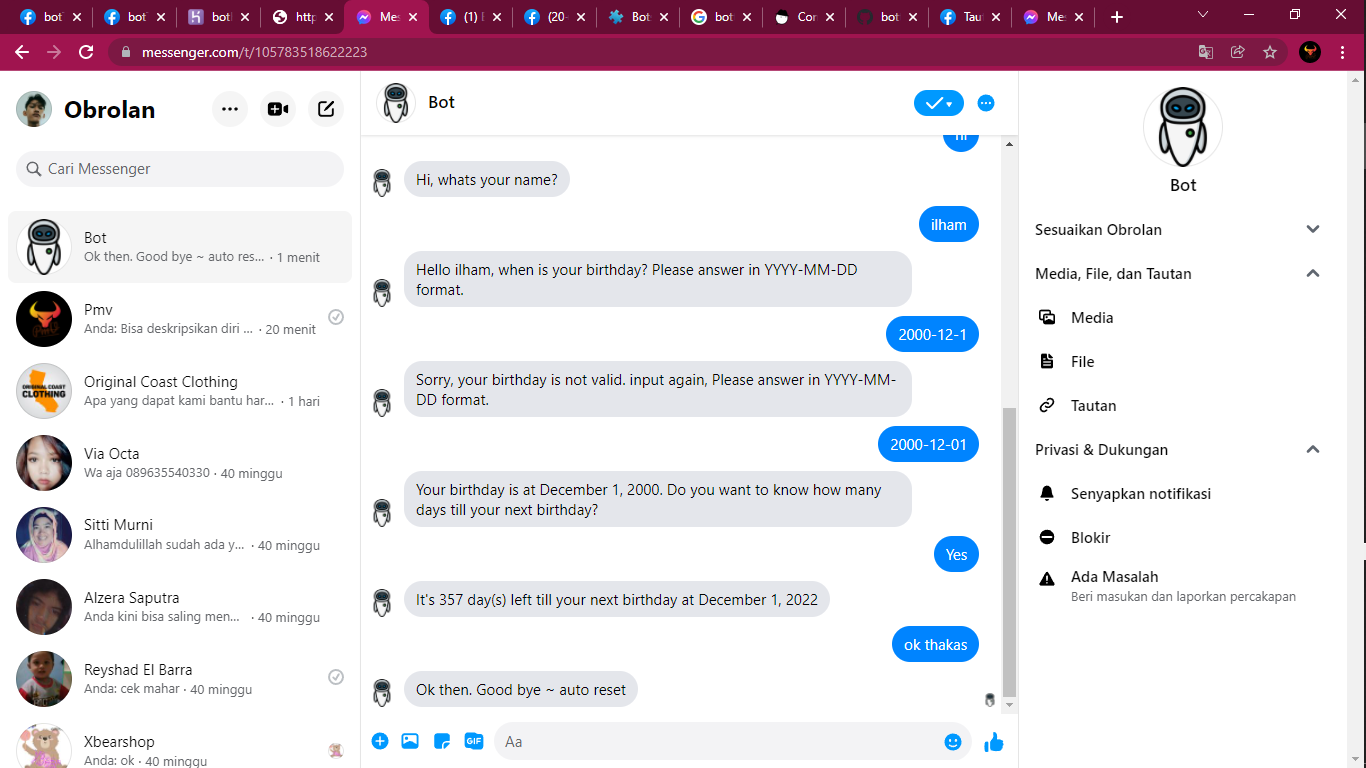 bot
bot
botl
http
Mes
(1) 
(20-
Bots
bot
Cor
bot
Taut
Mes
messenger.com/t/105783518622223
Obrolan
Cari Messenger
Bot
Ok then. Good bye ~ auto res... · 1 menit
Pmv
Anda: Bisa deskripsikan diri ... · 20 menit
Original Coast Clothing
Apa yang dapat kami bantu har... · 1 hari
ORIGINAL COAST
CLOTHING
Via Octa
Wa aja 089635540330 · 40 minggu
Sitti Murni
Alhamdulillah sudah ada y... · 40 minggu
Alzera Saputra
Anda kini bisa saling men... · 40 minggu
Reyshad El Barra
Anda: cek mahar · 40 minggu
Xbearshop
Anda: ok · 40 minggu
Bot
hi
Hi, whats your name?
ilham
Hello ilham, when is your birthday? Please answer in YYYY-MM-DD
format.
2000-12-1
Sorry, your birthday is not valid. input again, Please answer in YYYY-MM-
DD format.
2000-12-01
Your birthday is at December 1, 2000. Do you want to know how many
days till your next birthday?
Yes
It's 357 day(s) left till your next birthday at December 1, 2022
ok thakas
Ok then. Good bye ~ auto reset
GIF
Aa
Bot
Sesuaikan Obrolan
Media, File, dan Tautan
Media
File
Tautan
Privasi & Dukungan
Senyapkan notifikasi
Blokir
Ada Masalah
Beri masukan dan laporkan percakapan